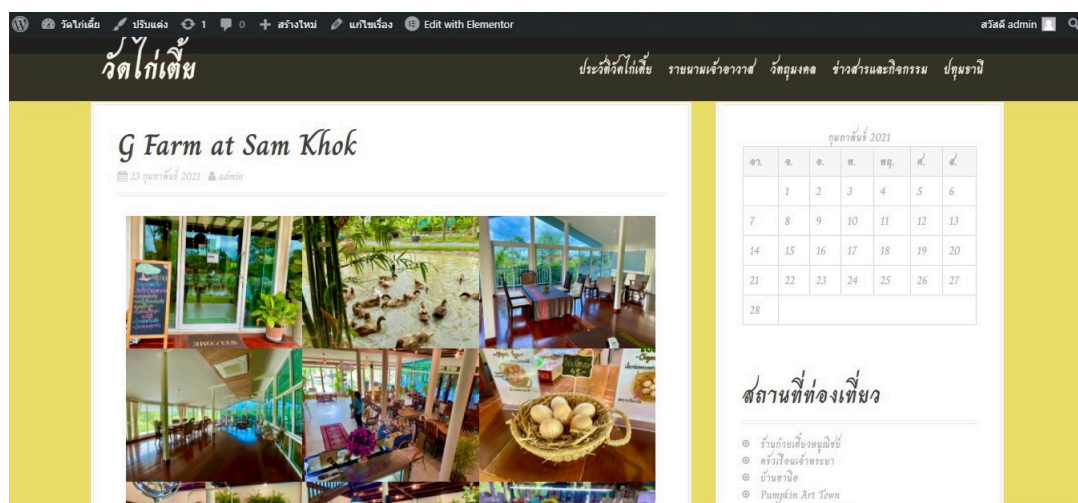 วัดไก่เตี้ย ปรับแต่ง 1 0 + สร้างใหม่ แก้ไขเรื่อง Edit with Elementor สวัสดี admin
วัดไก่เตี้ย
ประวัติวัดไก่เตี้ย รายนามเจ้าอาวาส วัตถุมงคล ข่าวสารและกิจกรรม ปทุมธานี
G Farm at Sam Khok
23 กุมภาพันธ์ 2021 admin
กุมภาพันธ์ 2021
อา. จ. อ. พ. พฤ. ศ. ส.
1 2 3 4 5 6
7 8 9 10 11 12 13
14 15 16 17 18 19 20
21 22 23 24 25 26 27
28
สถานที่ท่องเที่ยว
ครัวเรือนเจ้าพระยา
บ้านตานิด
Pumpkin Art Town